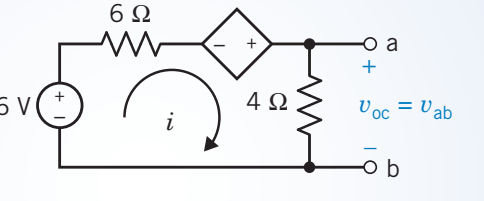 6 Ω
− +
a
+
6 V
+
−
i
4 Ω
v_oc = v_ab
−
b